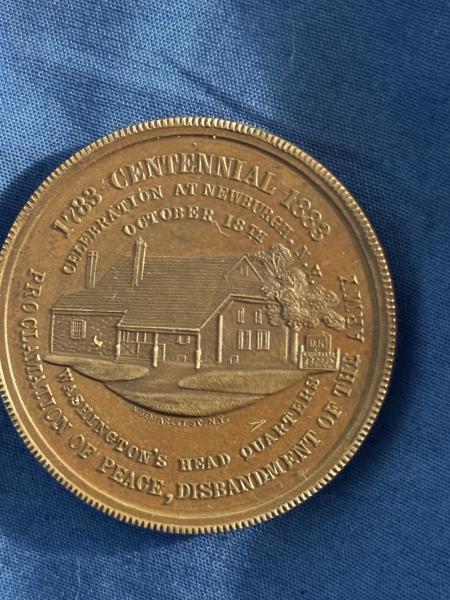 1783 · CENTENNIAL · 1883
CELEBRATION AT NEWBURGH, N.Y.
OCTOBER 18TH
WASHINGTON'S HEAD QUARTERS
PROCLAMATION OF PEACE, DISBANDMENT OF THE ARMY